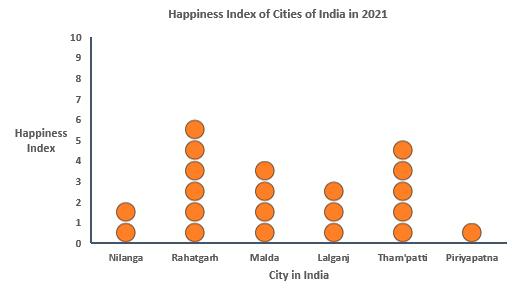 Happiness Index of Cities of India in 2021
10
9
8
7
6
5
4
3
2
1
0
Happiness
Index
Nilanga Rahatgarh Malda Lalganj Tham'patti Piriyapatna
City in India